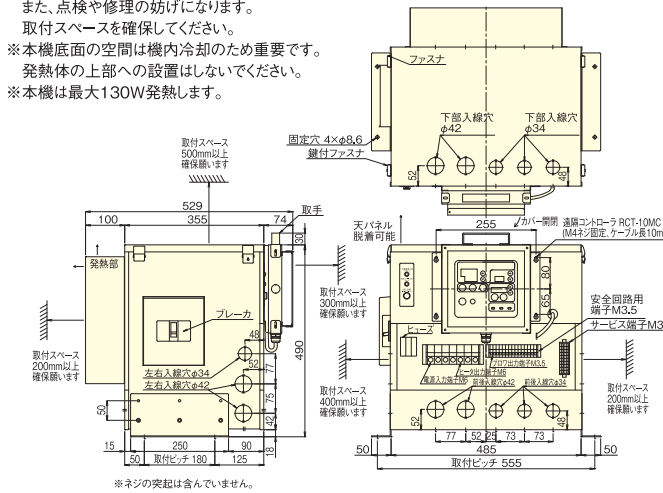 また、点検や修理の妨げになります。
取付スペースを確保してください。
※本機底面の空間は機内冷却のため重要です。
発熱体の上部への設置はしないでください。
※本機は最大130W発熱します。
ファスナ
下部入線穴
φ42
下部入線穴
φ34
固定穴 4×φ8.6
鍵付ファスナ
52
48
取付スペース
500mm以上
確保願います
529
100
355
74
取手
30
発熱部
ブレーカ
取付スペース
300mm以上
確保願います
490
取付スペース
200mm以上
確保願います
左右入線穴φ34
左右入線穴φ42
48
52
77
75
42
18
50
15
250
90
50
取付ピッチ 180
125
※ネジの突起は含んでいません。
天パネル
脱着可能
255
カバー開閉
遠隔コントローラ RCT-10MC
(M4ネジ固定、ケーブル長10m
80
65
安全回路用
端子M3.5
サービス端子M3
ヒューズ
ブロワ出力端子M3.5
ヒータ出力端子M6
電源入力端子M6
前後入線穴φ42
前後入線穴φ34
取付スペース
400mm以上
確保願います
取付スペース
200mm以上
確保願います
52
48
77
52
25
73
73
50
485
50
取付ピッチ 555